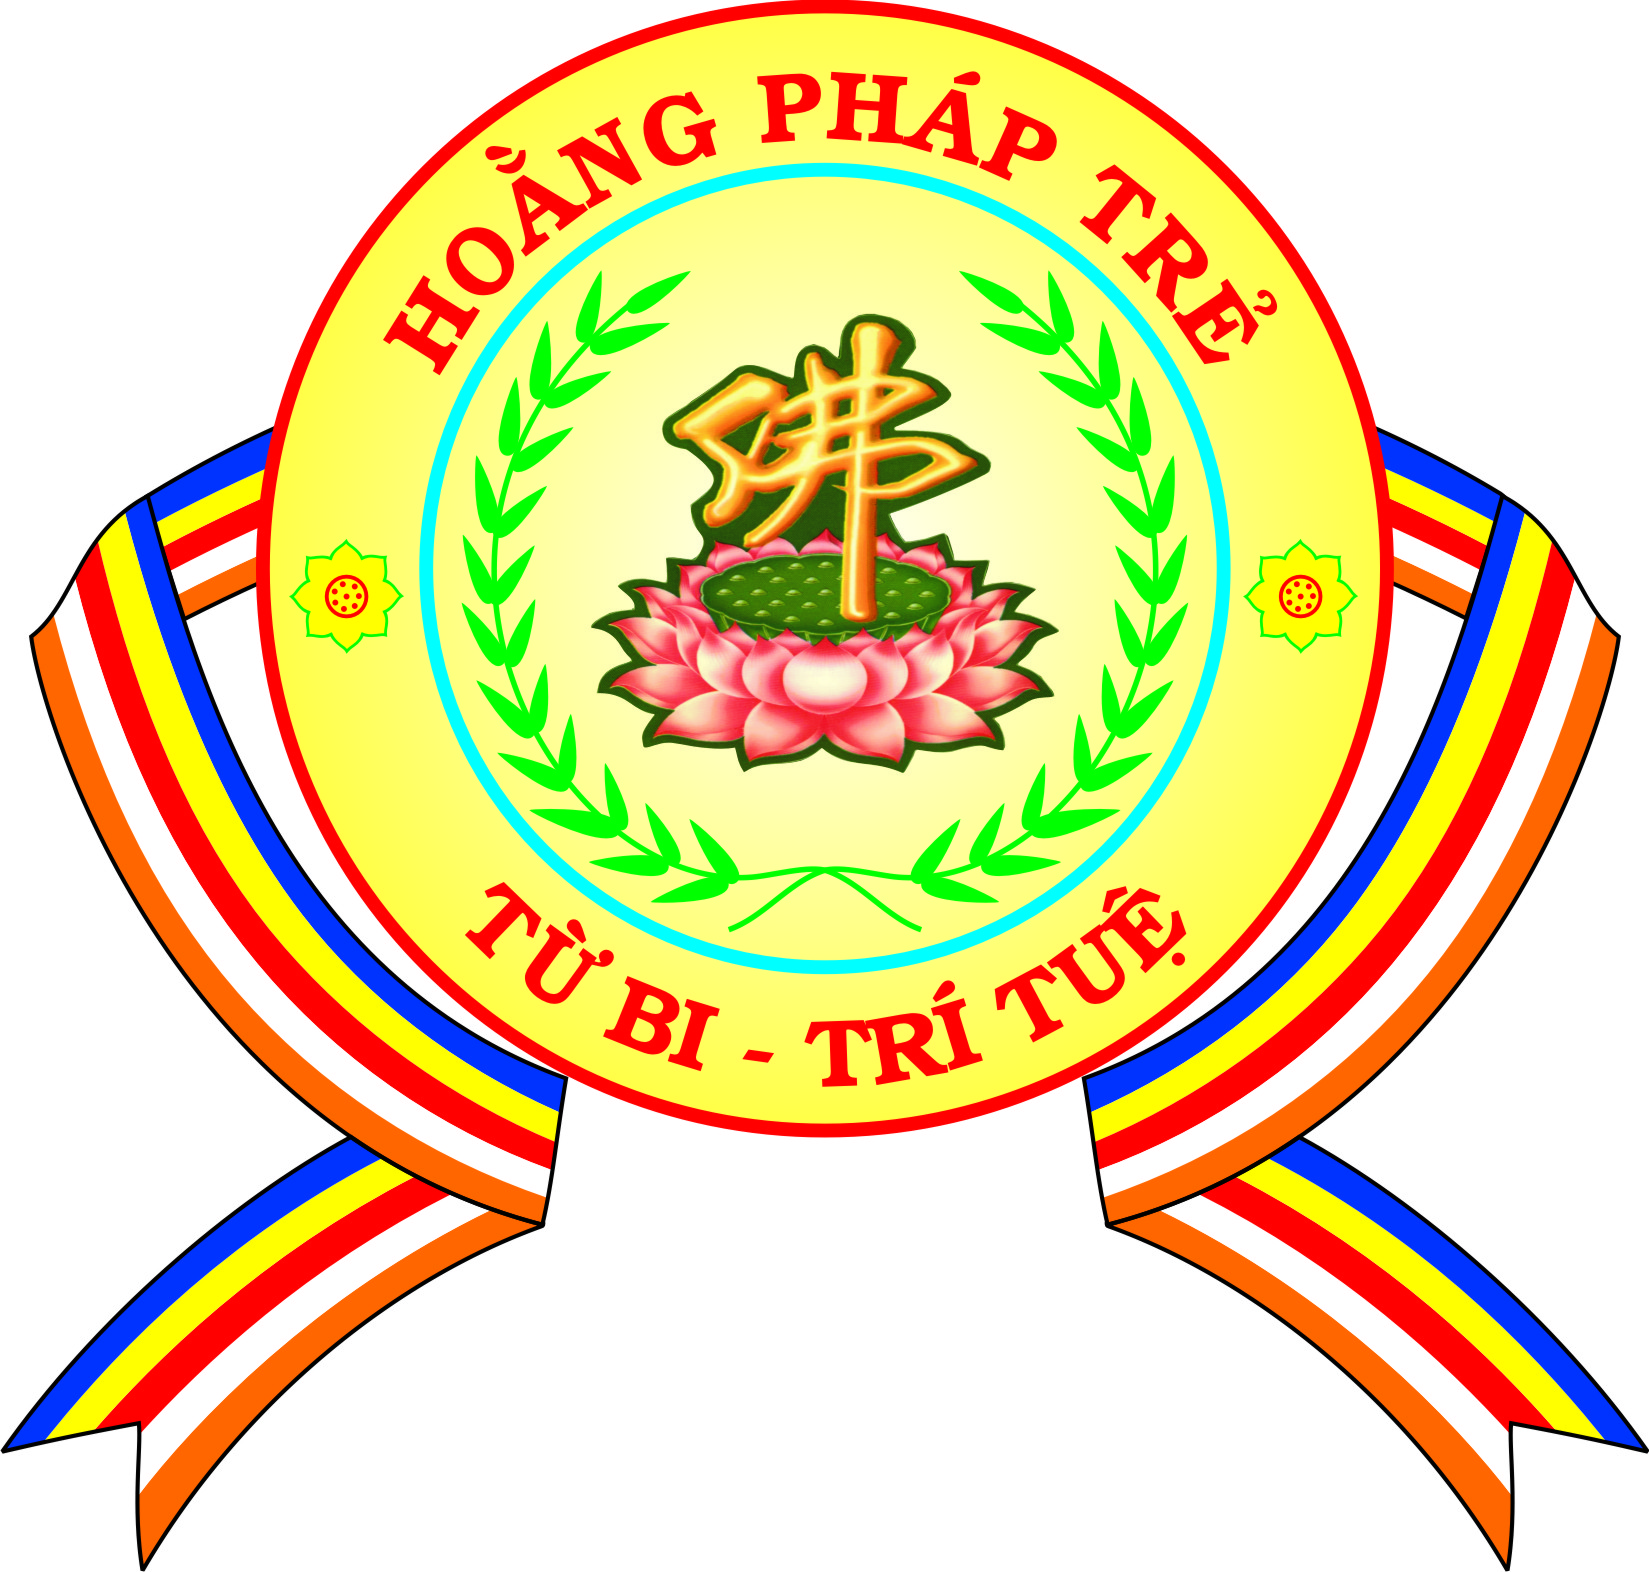 HOẰNG PHÁP TRẺ
佛
TỪ BI - TRÍ TUỆ